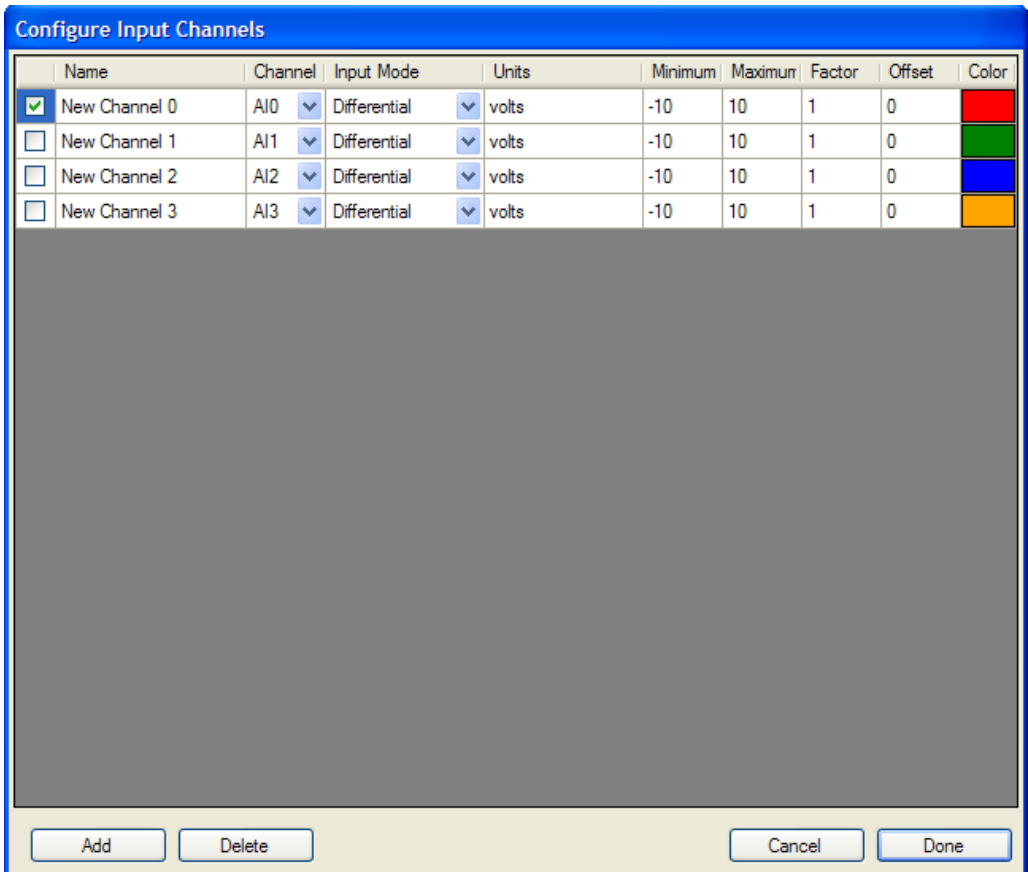 Configure Input Channels
Name Channel Input Mode Units Minimum Maximum Factor Offset Color
New Channel 0 AI0 Differential volts -10 10 1 0
New Channel 1 AI1 Differential volts -10 10 1 0
New Channel 2 AI2 Differential volts -10 10 1 0
New Channel 3 AI3 Differential volts -10 10 1 0
Add Delete Cancel Done